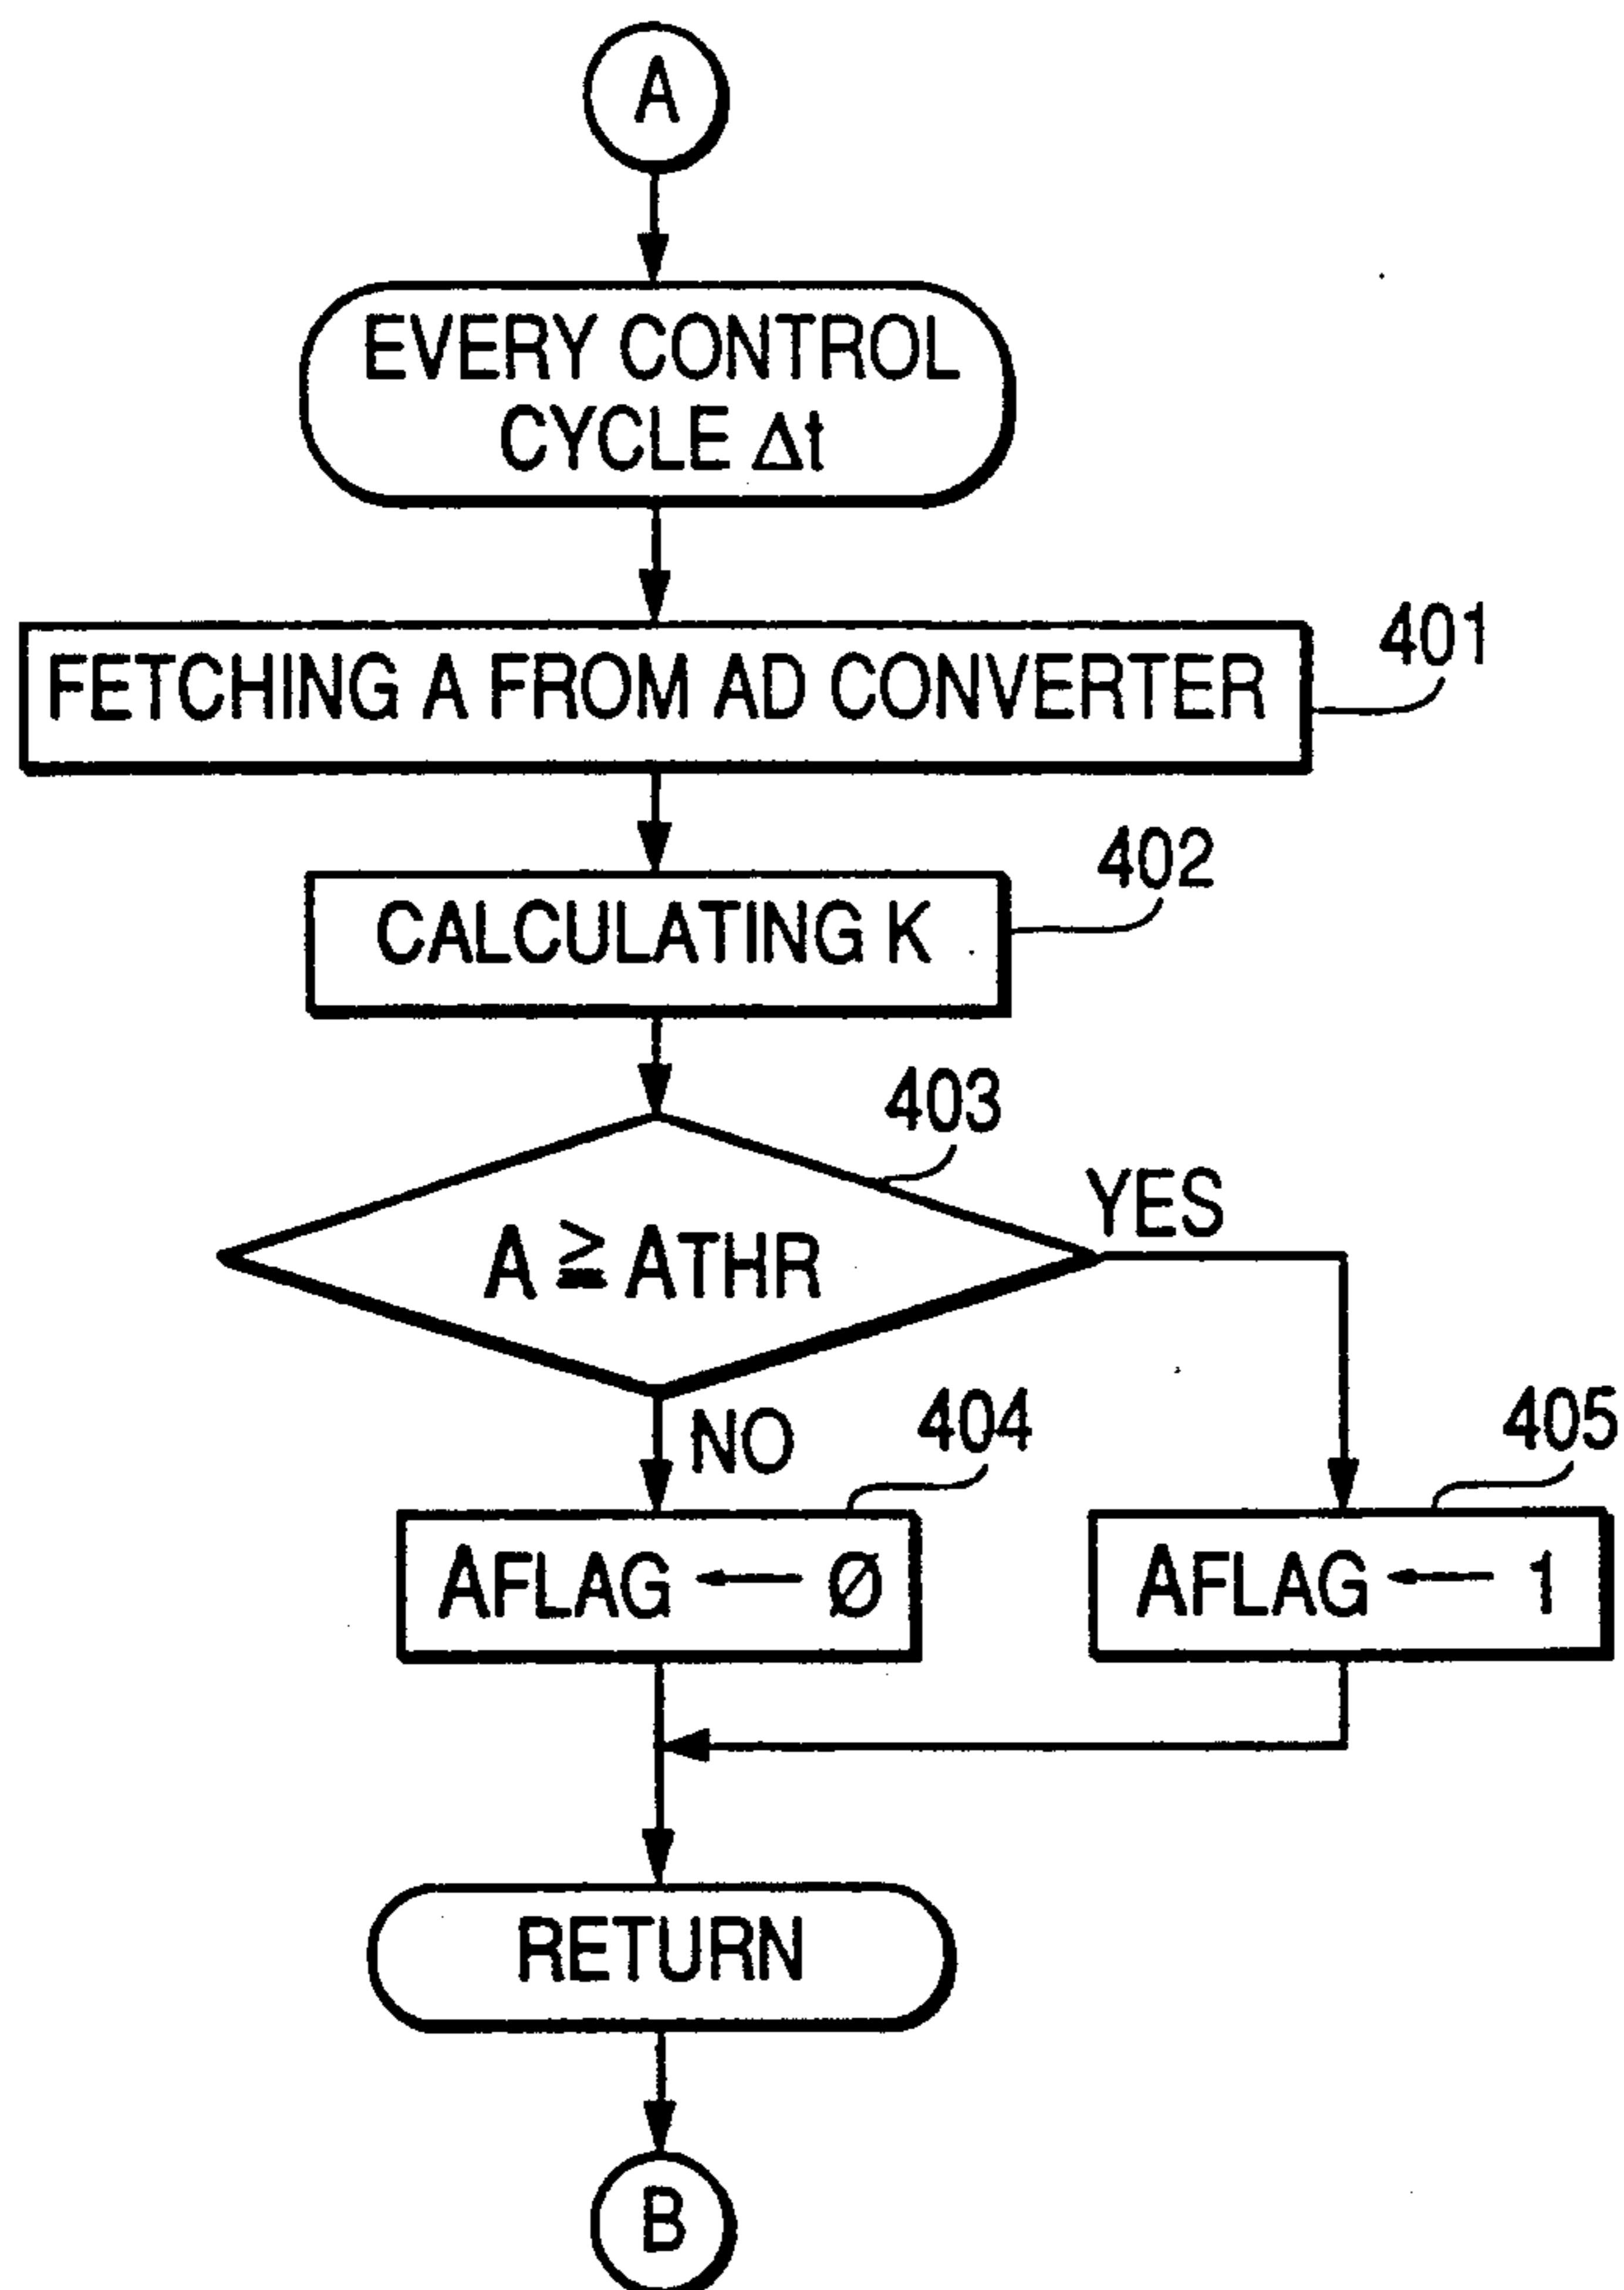 A
EVERY CONTROL
CYCLE Δt
401
FETCHING A FROM AD CONVERTER
402
CALCULATING K
403
YES
A ≧ ATHR
NO
404
405
AFLAG ← Ø
AFLAG ← 1
RETURN
B